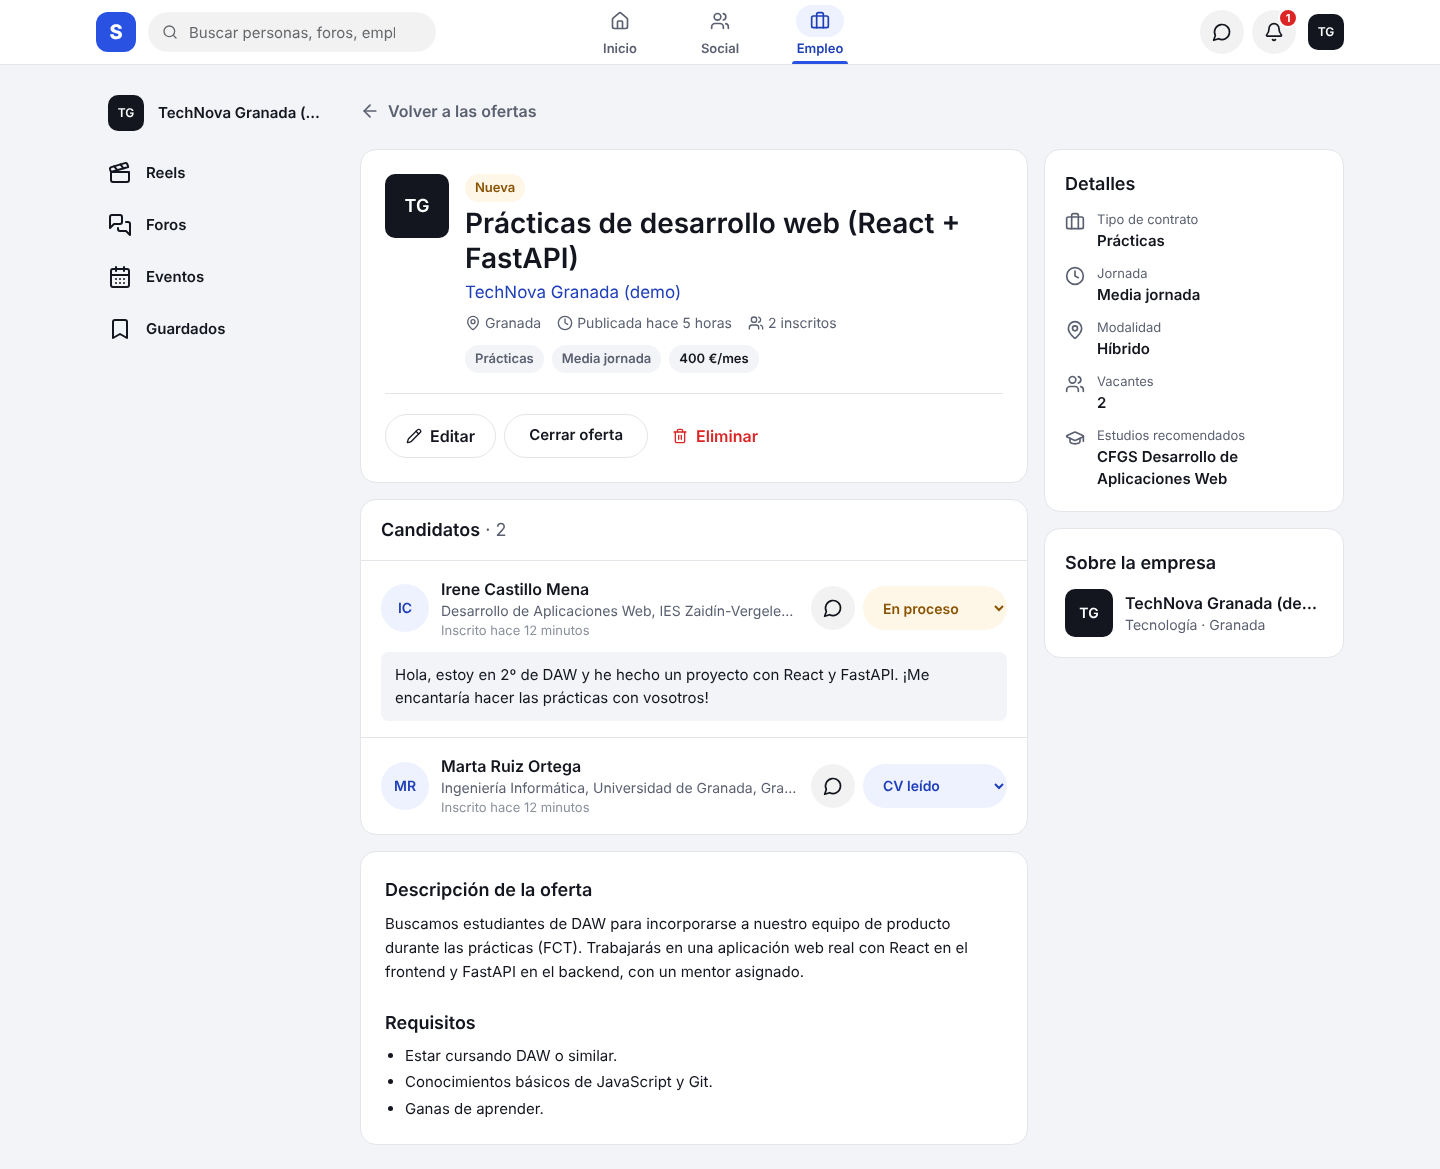 S
Buscar personas, foros, empl
Inicio
Social
Empleo
1
TG
TG
TechNova Granada (...
Reels
Foros
Eventos
Guardados
Volver a las ofertas
TG
Nueva
Prácticas de desarrollo web (React +
FastAPI)
TechNova Granada (demo)
Granada
Publicada hace 5 horas
2 inscritos
Prácticas
Media jornada
400 €/mes
Editar
Cerrar oferta
Eliminar
Candidatos · 2
IC
Irene Castillo Mena
Desarrollo de Aplicaciones Web, IES Zaidín-Vergele...
Inscrito hace 12 minutos
En proceso
Hola, estoy en 2º de DAW y he hecho un proyecto con React y FastAPI. ¡Me
encantaría hacer las prácticas con vosotros!
MR
Marta Ruiz Ortega
Ingeniería Informática, Universidad de Granada, Gra...
Inscrito hace 12 minutos
CV leído
Descripción de la oferta
Buscamos estudiantes de DAW para incorporarse a nuestro equipo de producto
durante las prácticas (FCT). Trabajarás en una aplicación web real con React en el
frontend y FastAPI en el backend, con un mentor asignado.
Requisitos
• Estar cursando DAW o similar.
• Conocimientos básicos de JavaScript y Git.
• Ganas de aprender.
Detalles
Tipo de contrato
Prácticas
Jornada
Media jornada
Modalidad
Híbrido
Vacantes
2
Estudios recomendados
CFGS Desarrollo de
Aplicaciones Web
Sobre la empresa
TG
TechNova Granada (de...
Tecnología · Granada